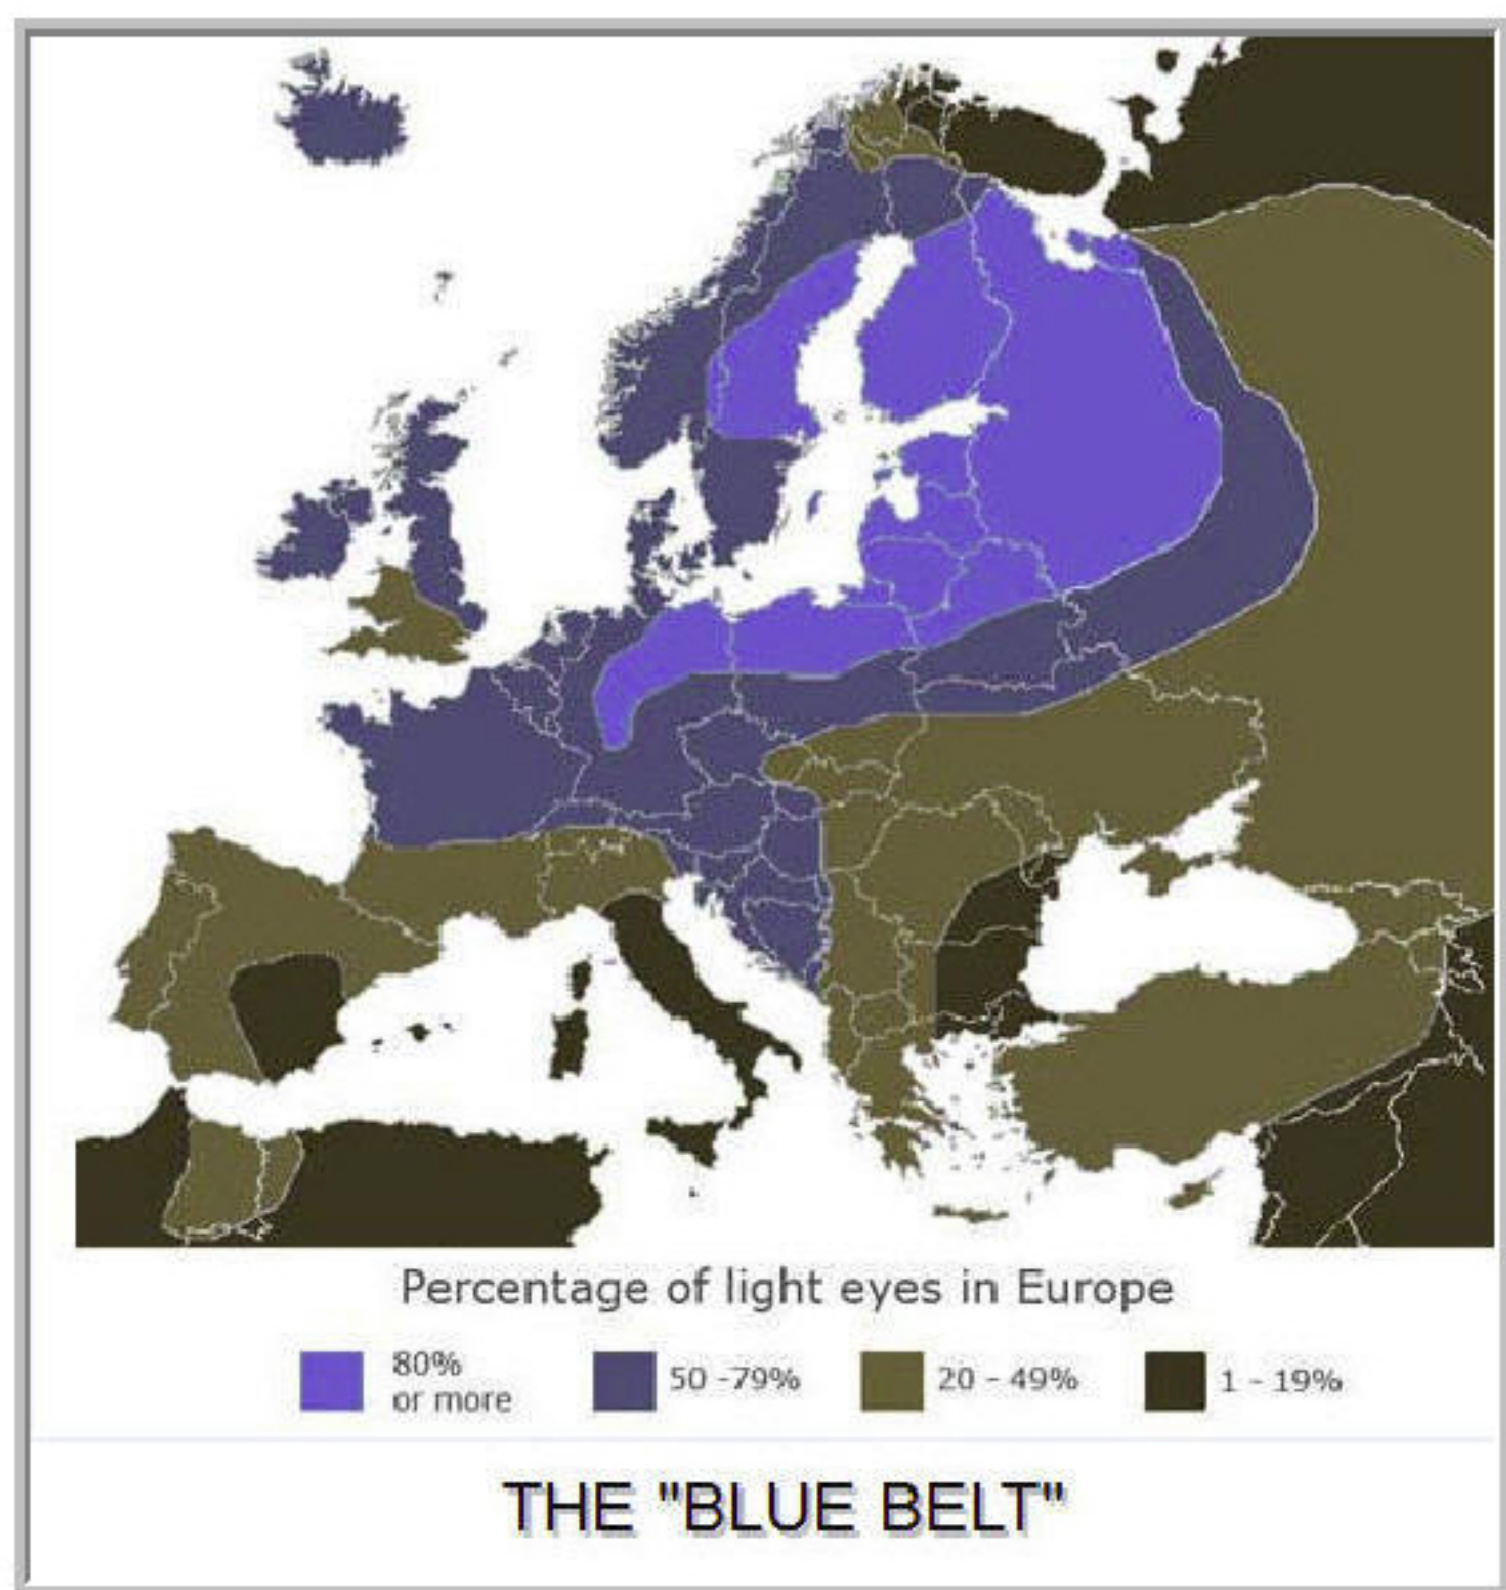 Percentage of light eyes in Europe
80%
or more
50 -79%
20 - 49%
1 - 19%
THE "BLUE BELT"